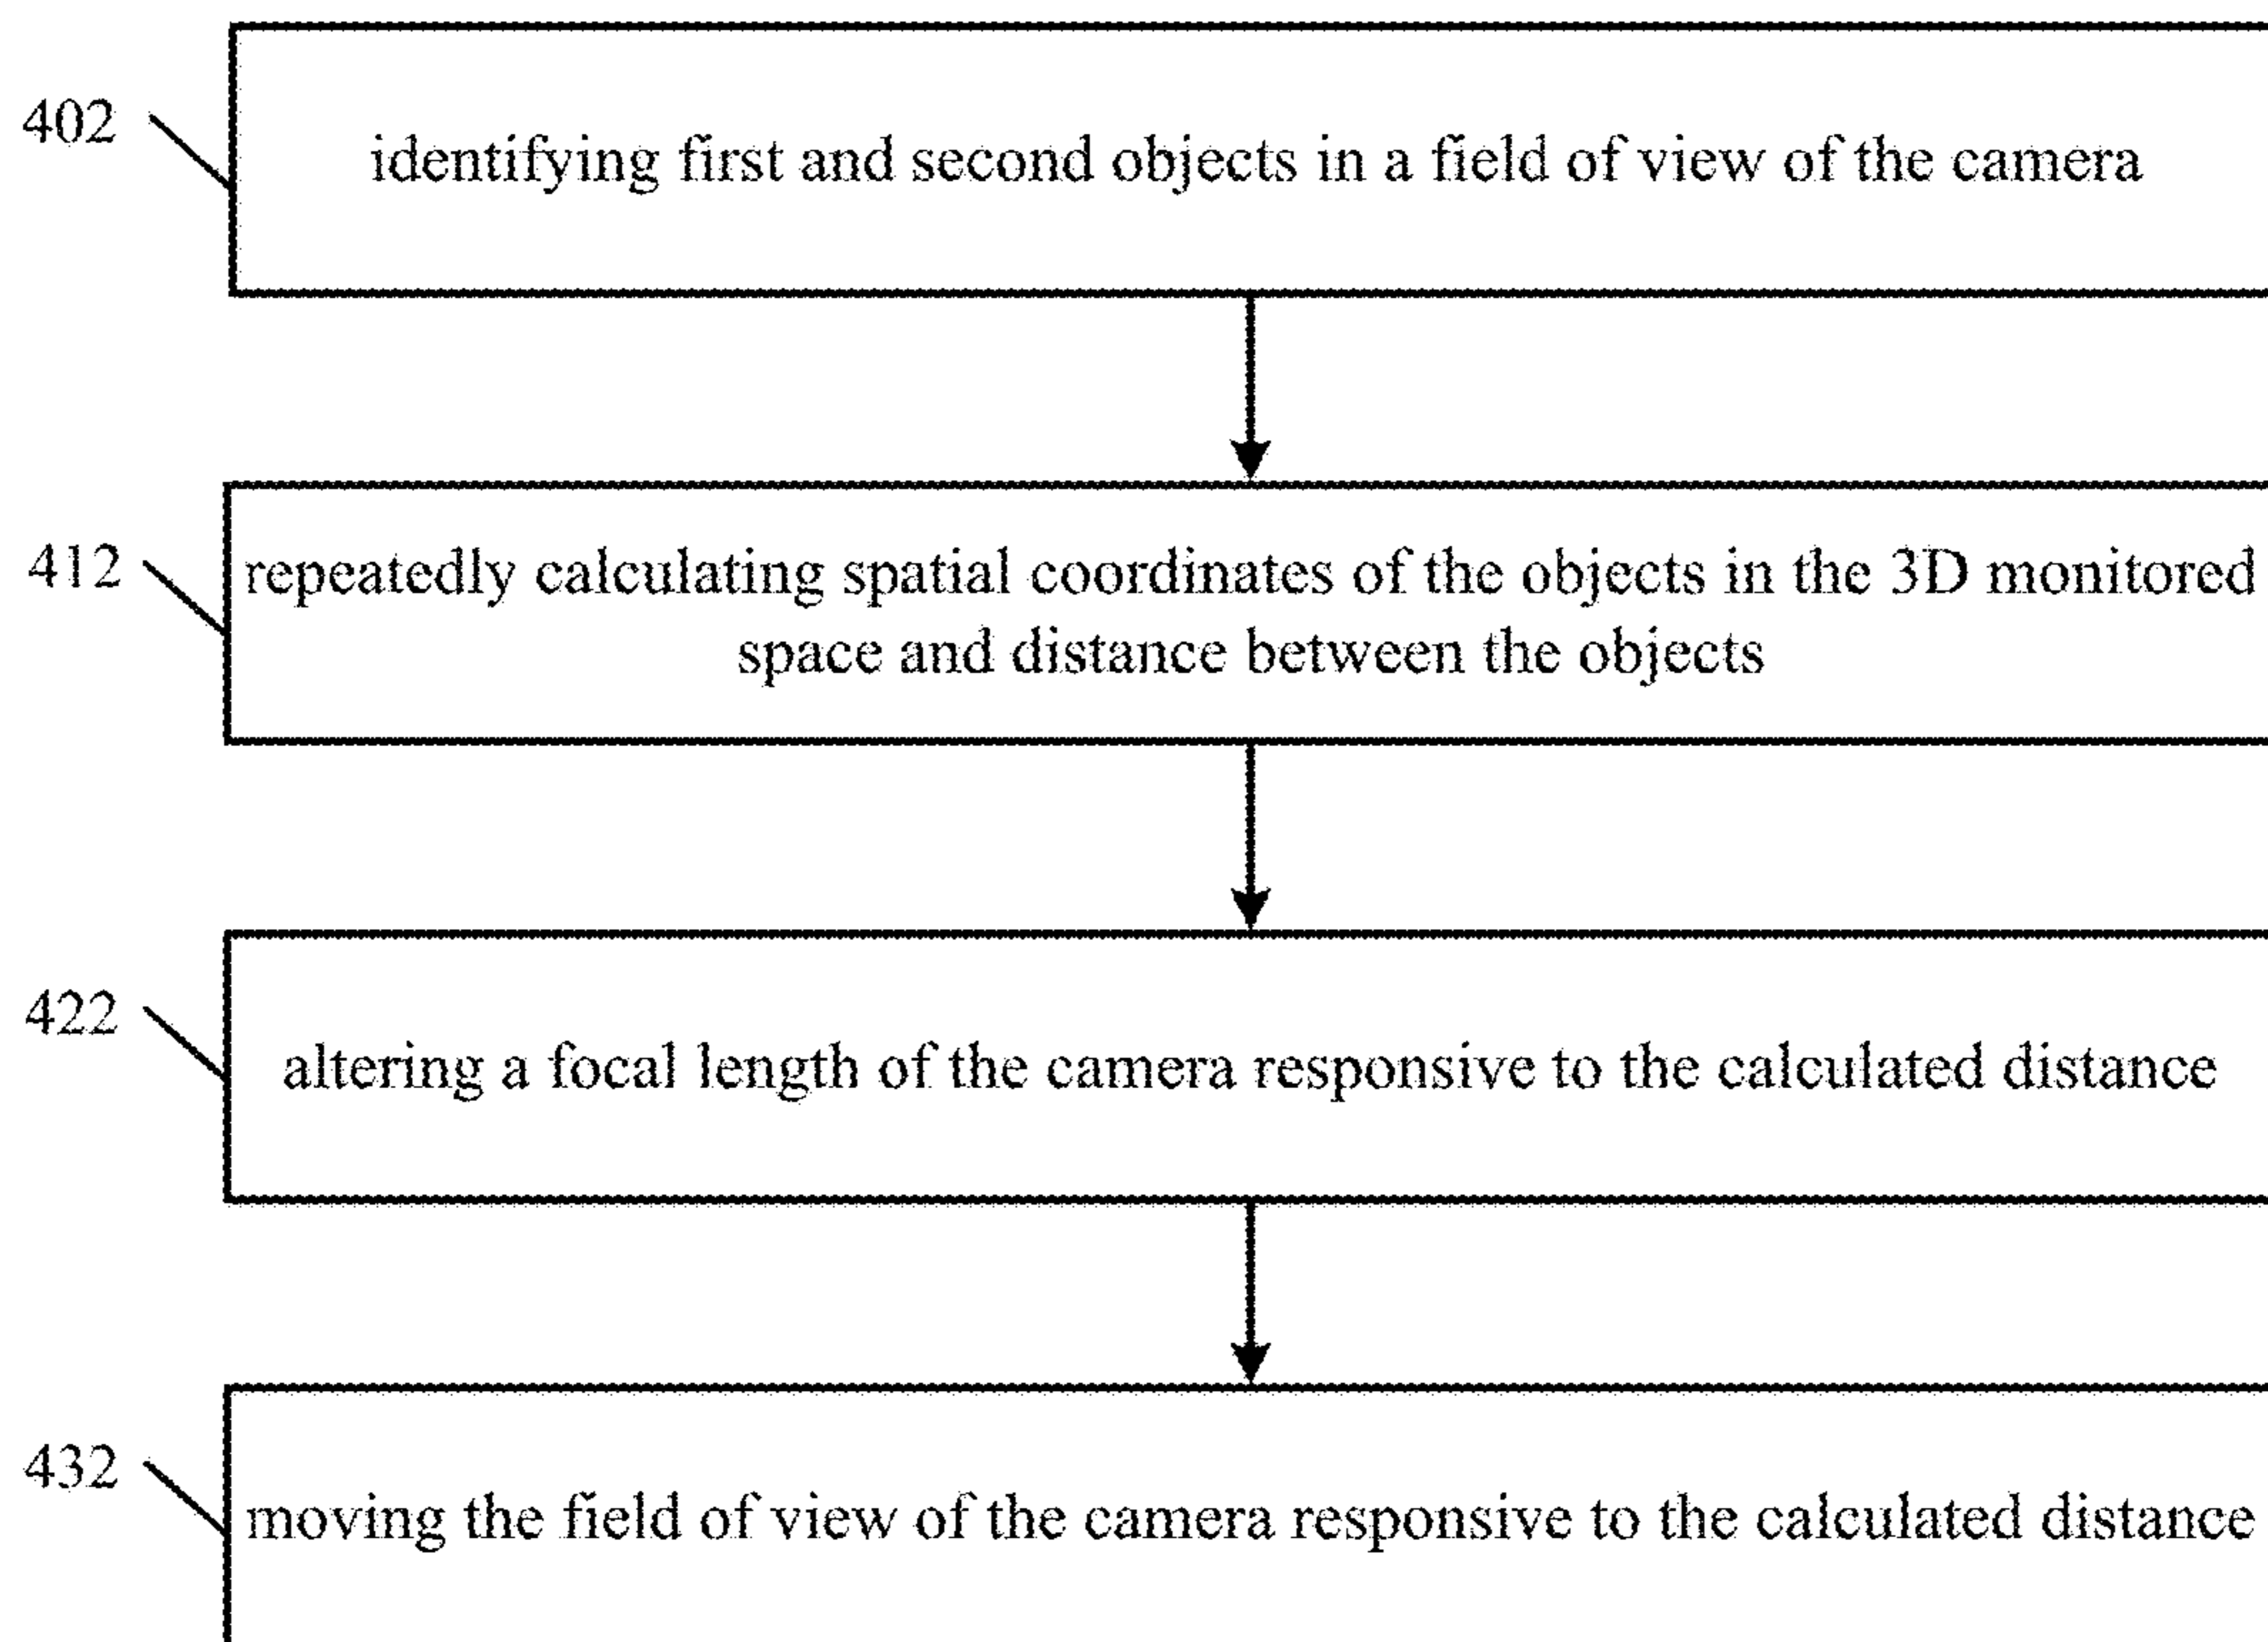 402
identifying first and second objects in a field of view of the camera
412
repeatedly calculating spatial coordinates of the objects in the 3D monitored
space and distance between the objects
422
altering a focal length of the camera responsive to the calculated distance
432
moving the field of view of the camera responsive to the calculated distance